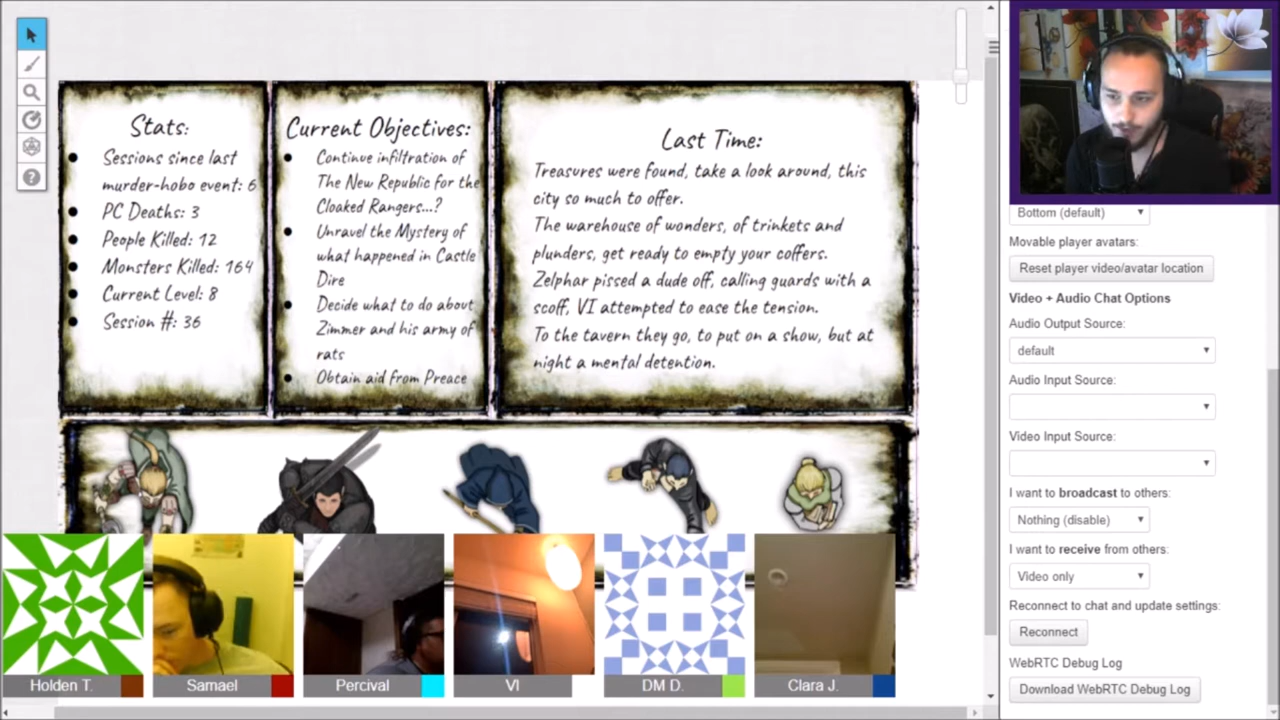 Stats:
Sessions since last
murder-hobo event: 6
PC Deaths: 3
People Killed: 12
Monsters Killed: 164
Current Level: 8
Session #: 36
Current Objectives:
Continue infiltration of
The New Republic for the
Cloaked Rangers...?
Unravel the Mystery of
what happened in Castle
Dire
Decide what to do about
Zimmer and his army of
rats
Obtain aid from Preace
Last Time:
Treasures were found, take a look around, this
city so much to offer.
The warehouse of wonders, of trinkets and
plunders, get ready to empty your coffers.
Zelphar pissed a dude off, calling guards with a
scoff, VI attempted to ease the tension.
To the tavern they go, to put on a show, but at
night a mental detention.
Holden T.
Samael
Percival
VI
DM D.
Clara J.
Bottom (default)
Movable player avatars:
Reset player video/avatar location
Video + Audio Chat Options
Audio Output Source:
default
Audio Input Source:
Video Input Source:
I want to broadcast to others:
Nothing (disable)
I want to receive from others:
Video only
Reconnect to chat and update settings:
Reconnect
WebRTC Debug Log
Download WebRTC Debug Log